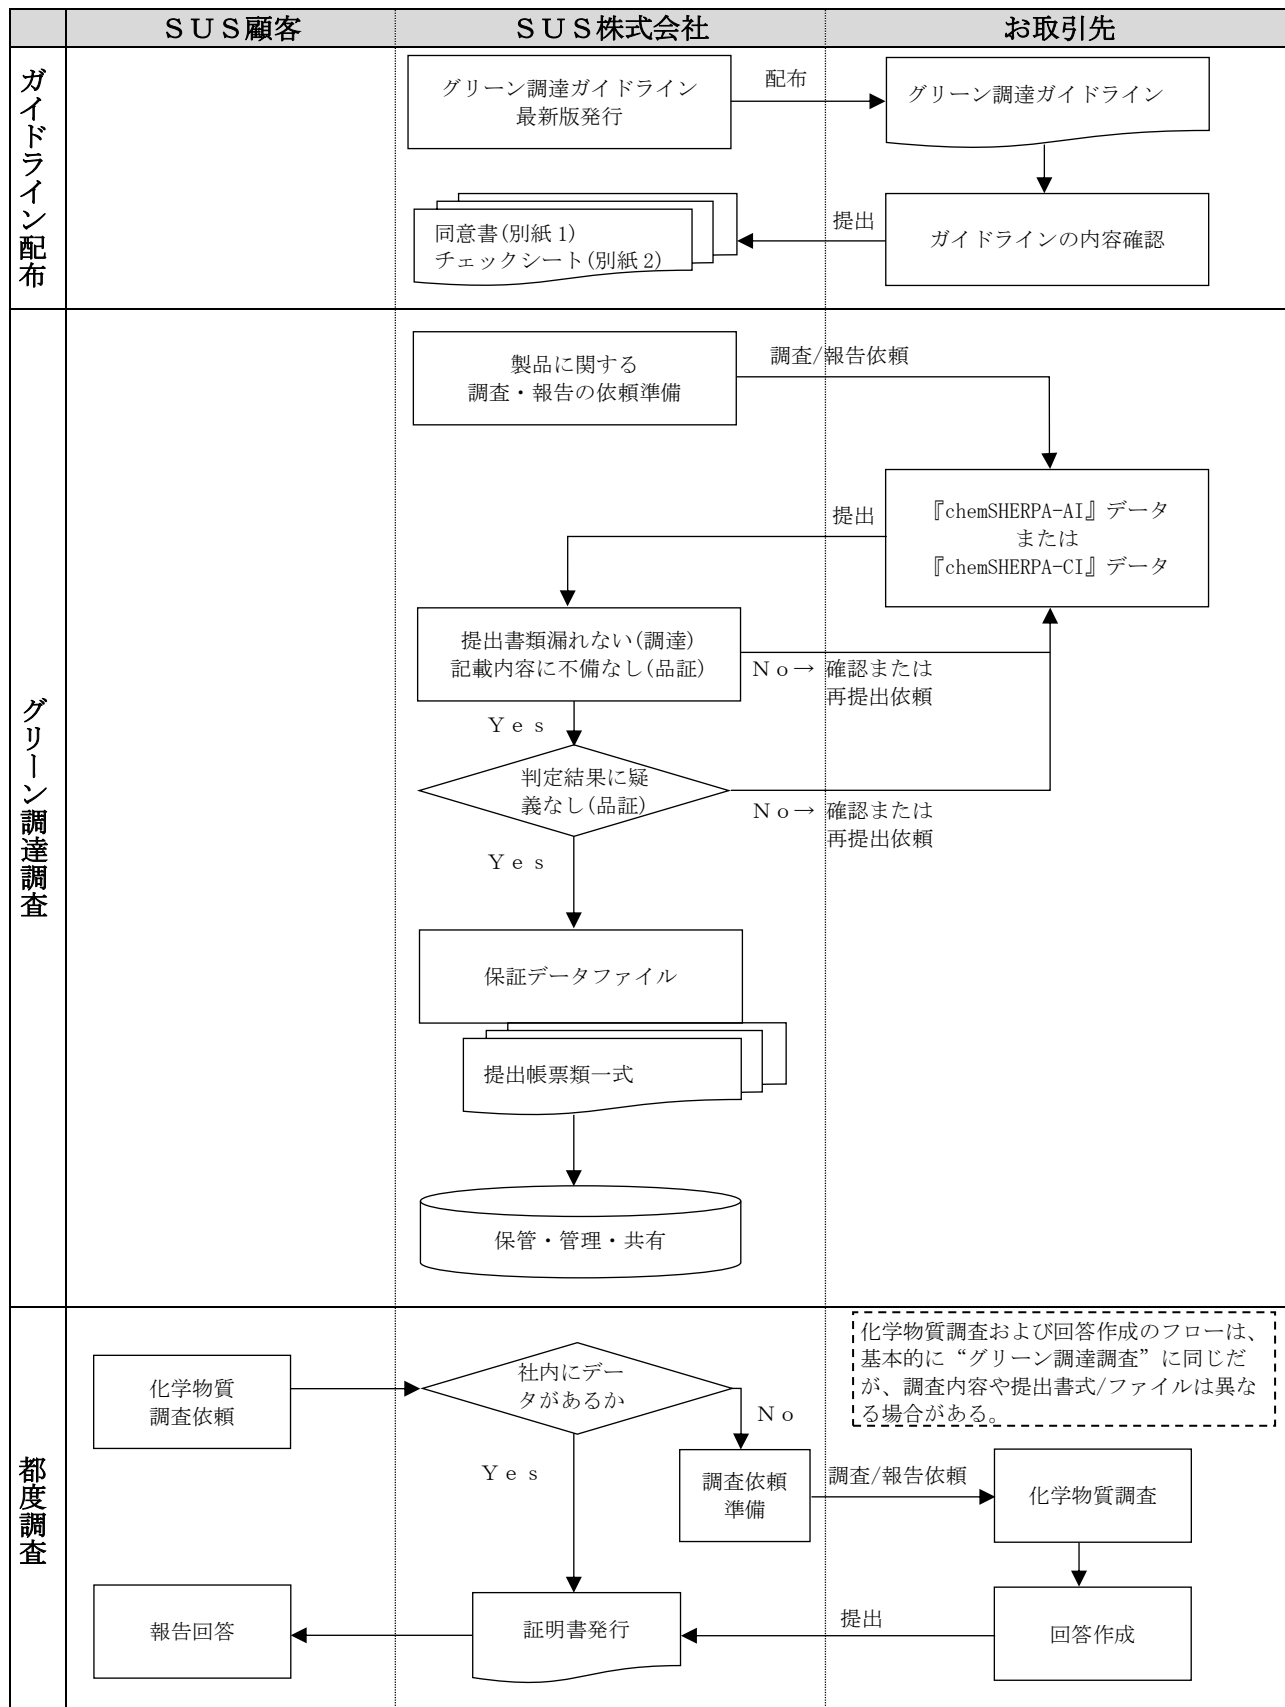 ＳＵＳ顧客
ＳＵＳ株式会社
お取引先
ガイドライン配布
グリーン調達ガイドライン
最新版発行
配布
グリーン調達ガイドライン
同意書(別紙1)
チェックシート(別紙2)
提出
ガイドラインの内容確認
グリーン調達調査
製品に関する
調査・報告の依頼準備
調査/報告依頼
提出
『chemSHERPA-AI』データ
または
『chemSHERPA-CI』データ
提出書類漏れない(調達)
記載内容に不備なし(品証)
Ｎｏ→ 確認または
再提出依頼
Ｙｅｓ
判定結果に疑
義なし(品証)
Ｎｏ→ 確認または
再提出依頼
Ｙｅｓ
保証データファイル
提出帳票類一式
保管・管理・共有
都度調査
化学物質
調査依頼
社内にデー
タがあるか
化学物質調査および回答作成のフローは、
基本的に“グリーン調達調査”に同じだ
が、調査内容や提出書式/ファイルは異な
る場合がある。
Ｎｏ
Ｙｅｓ
調査依頼
準備
調査/報告依頼
化学物質調査
報告回答
証明書発行
提出
回答作成